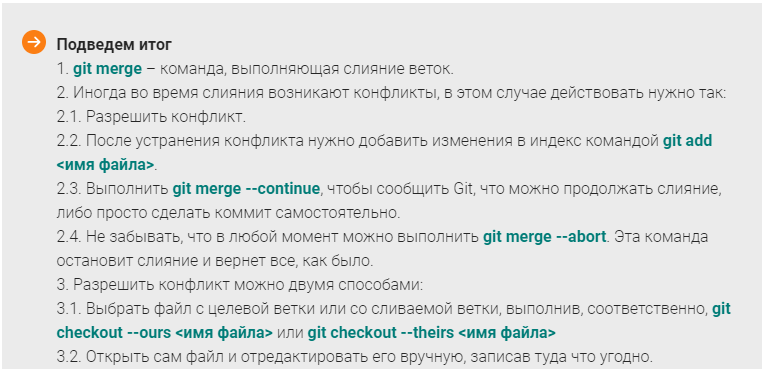 Подведем итог
1. git merge – команда, выполняющая слияние веток.
2. Иногда во время слияния возникают конфликты, в этом случае действовать нужно так:
2.1. Разрешить конфликт.
2.2. После устранения конфликта нужно добавить изменения в индекс командой git add
<имя файла>.
2.3. Выполнить git merge --continue, чтобы сообщить Git, что можно продолжать слияние,
либо просто сделать коммит самостоятельно.
2.4. Не забывать, что в любой момент можно выполнить git merge --abort. Эта команда
остановит слияние и вернет все, как было.
3. Разрешить конфликт можно двумя способами:
3.1. Выбрать файл с целевой ветки или со сливаемой ветки, выполнив, соответственно, git
checkout --ours <имя файла> или git checkout --theirs <имя файла>
3.2. Открыть сам файл и отредактировать его вручную, записав туда что угодно.